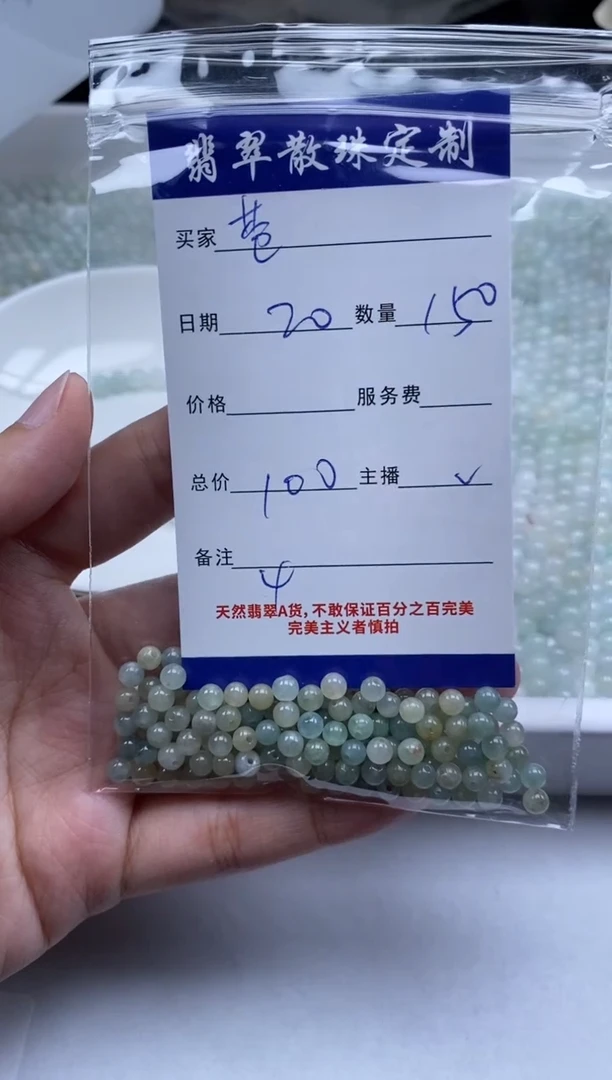 翡翠散珠定制
买家
日期 20 数量 150
价格 服务费
总价 100 主播 ✓
备注 4
天然翡翠A货,不敢保证百分之百完美
完美主义者慎拍